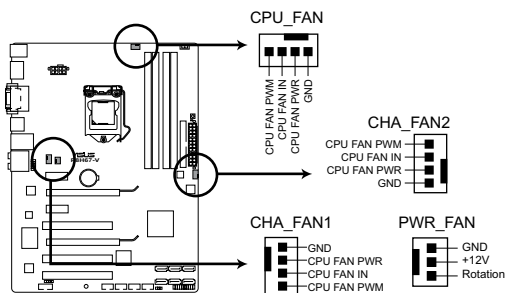 CPU_FAN
CPU FAN PWM
CPU FAN IN
CPU FAN PWR
GND
CHA_FAN2
CPU FAN PWM
CPU FAN IN
CPU FAN PWR
GND
P8H67-V
CHA_FAN1
GND
CPU FAN PWR
CPU FAN IN
CPU FAN PWM
PWR_FAN
GND
+12V
Rotation